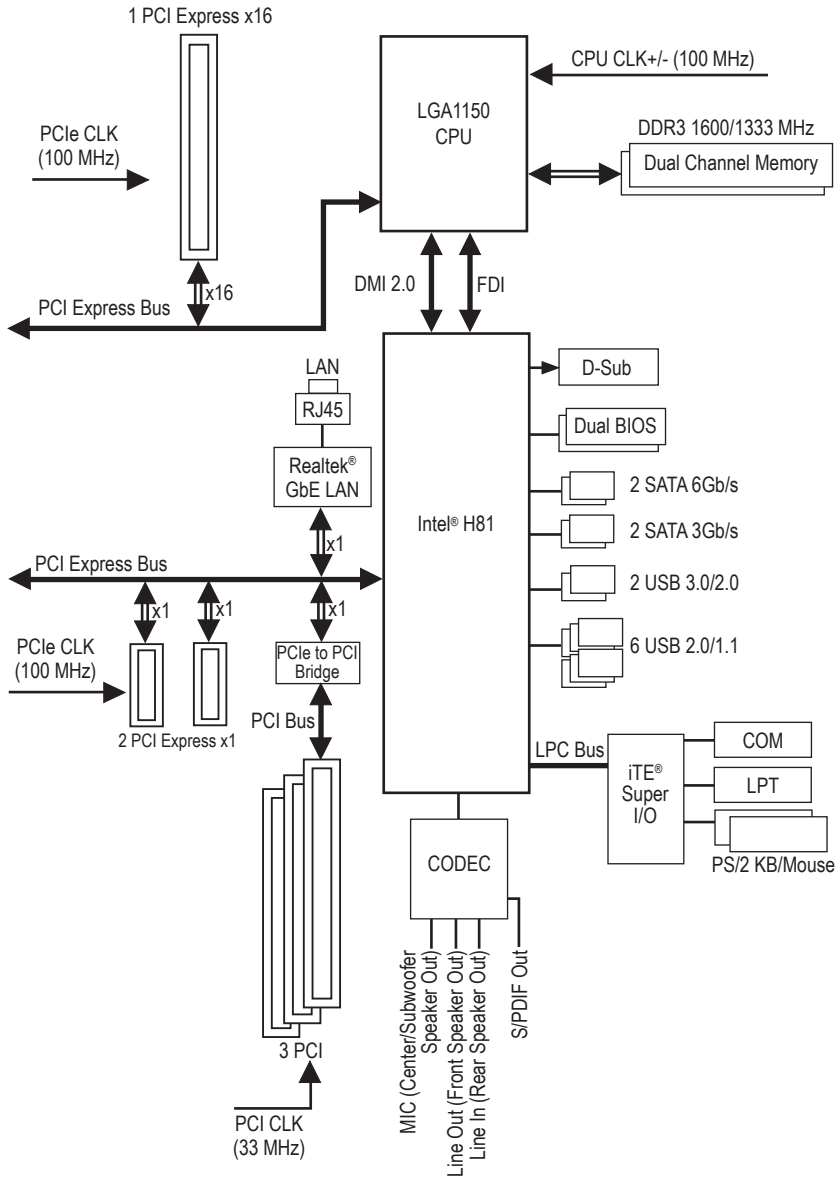 1 PCI Express x16
CPU CLK+/- (100 MHz)
LGA1150
CPU
PCIe CLK
(100 MHz)
DDR3 1600/1333 MHz
Dual Channel Memory
x16
DMI 2.0
FDI
PCI Express Bus
LAN
RJ45
D-Sub
Dual BIOS
Realtek®
GbE LAN
2 SATA 6Gb/s
Intel® H81
2 SATA 3Gb/s
x1
PCI Express Bus
2 USB 3.0/2.0
x1
x1
x1
PCIe CLK
(100 MHz)
PCIe to PCI
Bridge
6 USB 2.0/1.1
2 PCI Express x1
PCI Bus
LPC Bus
iTE®
Super
I/O
COM
LPT
PS/2 KB/Mouse
CODEC
MIC (Center/Subwoofer
Speaker Out)
Line Out (Front Speaker Out)
Line In (Rear Speaker Out)
S/PDIF Out
3 PCI
PCI CLK
(33 MHz)